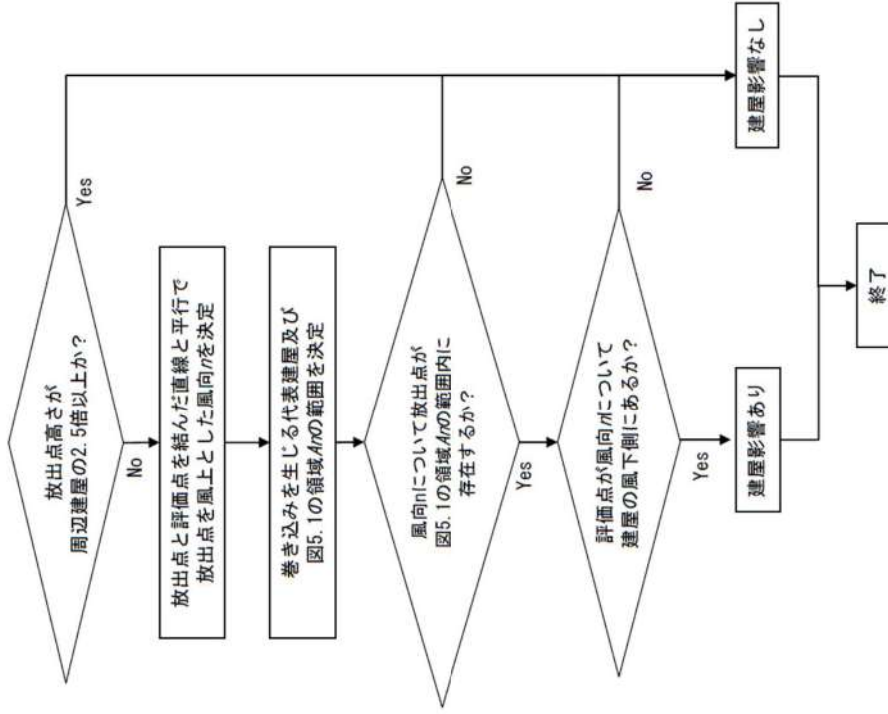 放出点高さが
周辺建屋の2.5倍以上か？
Yes
No
放出点と評価点を結んだ直線と平行で
放出点を風上とした風向nを決定
巻き込みを生じる代表建屋及び
図5.1の領域Anの範囲を決定
風向nについて放出点が
図5.1の領域Anの範囲内に
存在するか？
No
Yes
評価点が風向nについて
建屋の風下側にあるか？
No
Yes
建屋影響あり
建屋影響なし
終了